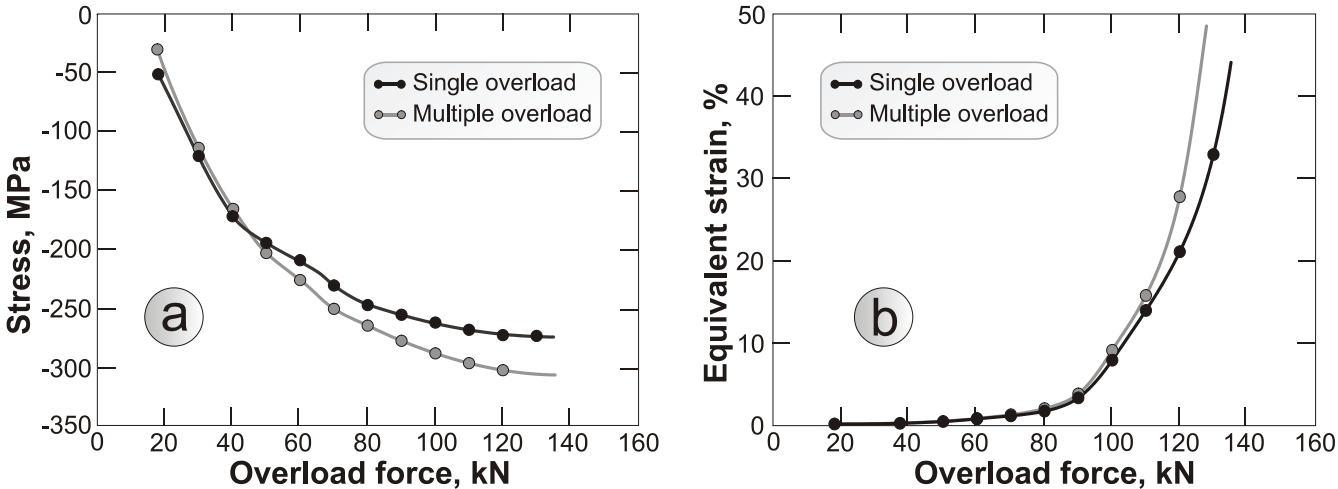 0
-50
-100
-150
-200
-250
-300
-350
Stress, MPa
Single overload
Multiple overload
a
0 20 40 60 80 100 120 140 160
Overload force, kN
50
40
30
20
10
0
Equivalent strain, %
Single overload
Multiple overload
b
0 20 40 60 80 100 120 140 160
Overload force, kN